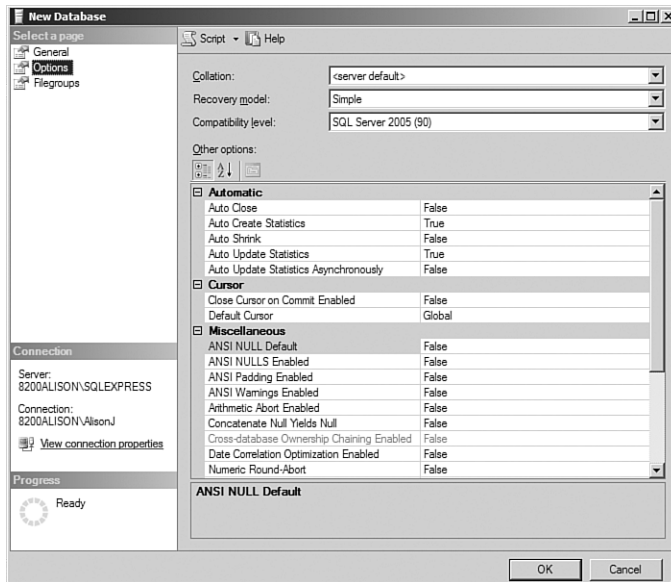 New Database
Select a page
General
Options
Filegroups
Script Help
Collation: <server default>
Recovery model: Simple
Compatibility level: SQL Server 2005 (90)
Other options:
Automatic
Auto Close False
Auto Create Statistics True
Auto Shrink False
Auto Update Statistics True
Auto Update Statistics Asynchronously False
Cursor
Close Cursor on Commit Enabled False
Default Cursor Global
Miscellaneous
ANSI NULL Default False
ANSI NULLS Enabled False
ANSI Padding Enabled False
ANSI Warnings Enabled False
Arithmetic Abort Enabled False
Concatenate Null Yields Null False
Cross-database Ownership Chaining Enabled False
Date Correlation Optimization Enabled False
Numeric Round-Abort False
ANSI NULL Default
Connection
Server:
8200ALISON\SQLEXPRESS
Connection:
8200ALISON\AlisonJ
View connection properties
Progress
Ready
OK Cancel